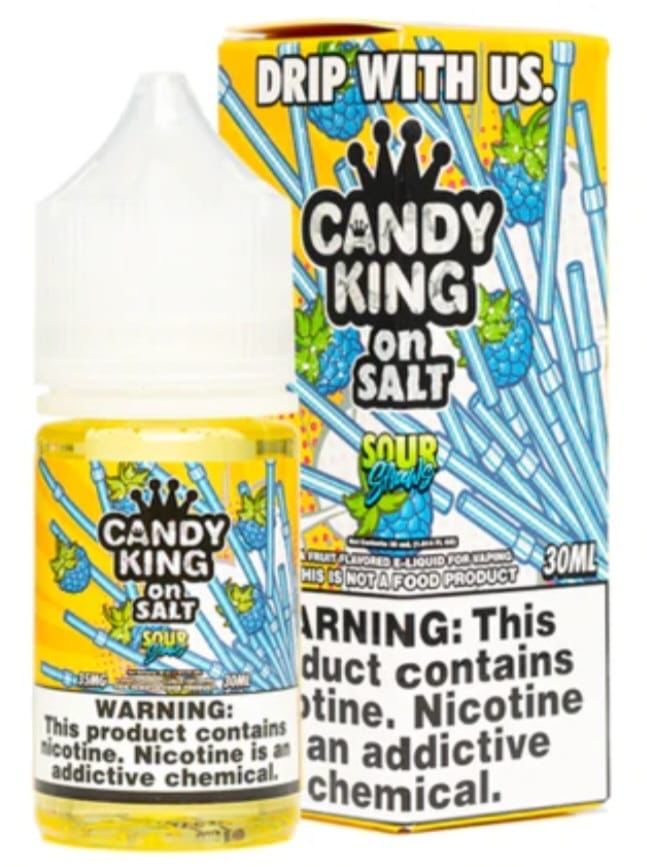 DRIP WITH US.
CANDY
KING
on
SALT
SOUR
Straws
A FRUIT FLAVORED E-LIQUID FOR VAPING
THIS IS NOT A FOOD PRODUCT
30ML
ARNING: This
duct contains
otine. Nicotine
an addictive
chemical.
CANDY
KING
on
SALT
SOUR
Straws
35MG
30ML
WARNING:
This product contains
nicotine. Nicotine is an
addictive chemical.